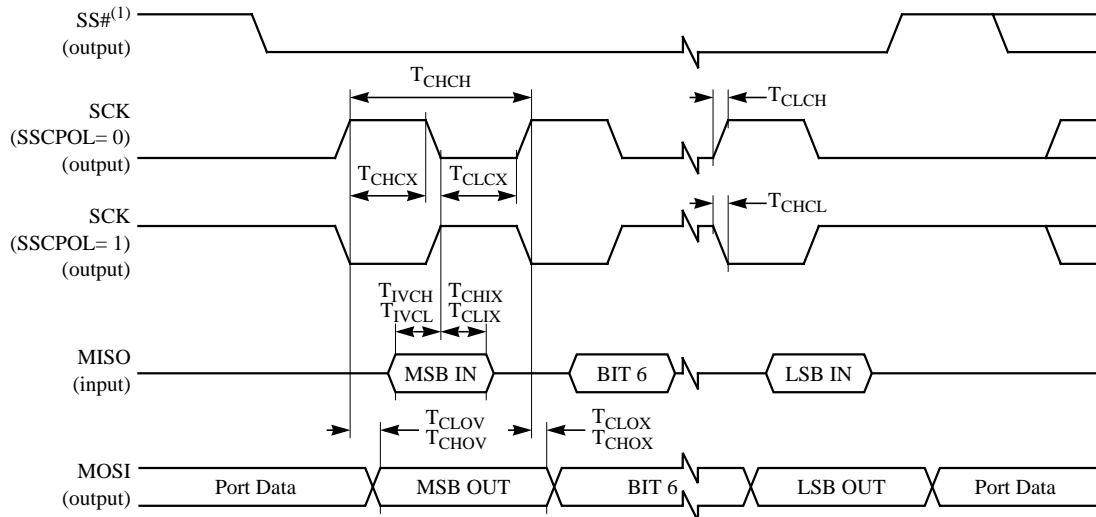 SS#(1)
(output)
TCHCH
TCLCH
SCK
(SSCPOL= 0)
(output)
TCHCX
TCLCX
TCHCL
SCK
(SSCPOL= 1)
(output)
TIVCH
TIVCL
TCHIX
TCLIX
MISO
(input)
MSB IN
BIT 6
LSB IN
TCLOV
TCHOV
TCLOX
TCHOX
MOSI
(output)
Port Data
MSB OUT
BIT 6
LSB OUT
Port Data